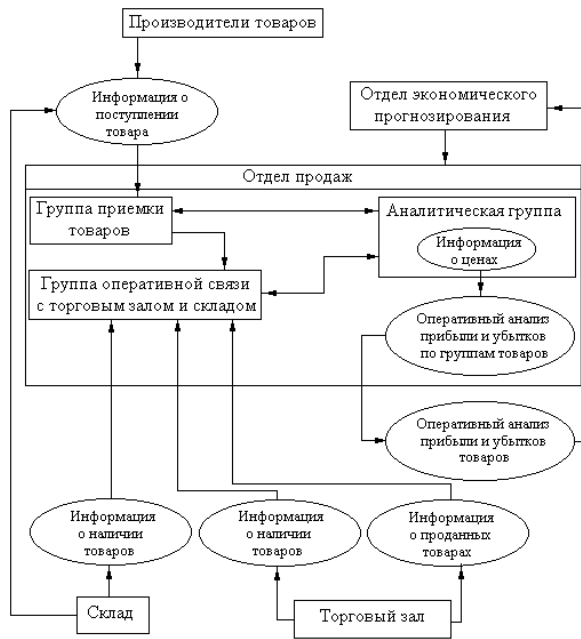 Производители товаров
Информация о
поступлении
товара
Отдел экономического
прогнозирования
Отдел продаж
Группа приемки
товаров
Аналитическая группа
Информация
о ценах
Группа оперативной связи
с торговым залом и складом
Оперативный анализ
прибыли и убытков
по группам товаров
Оперативный анализ
прибыли и убытков
товаров
Информация
о наличии
товаров
Информация
о наличии
товаров
Информация
о проданных
товарах
Склад
Торговый зал